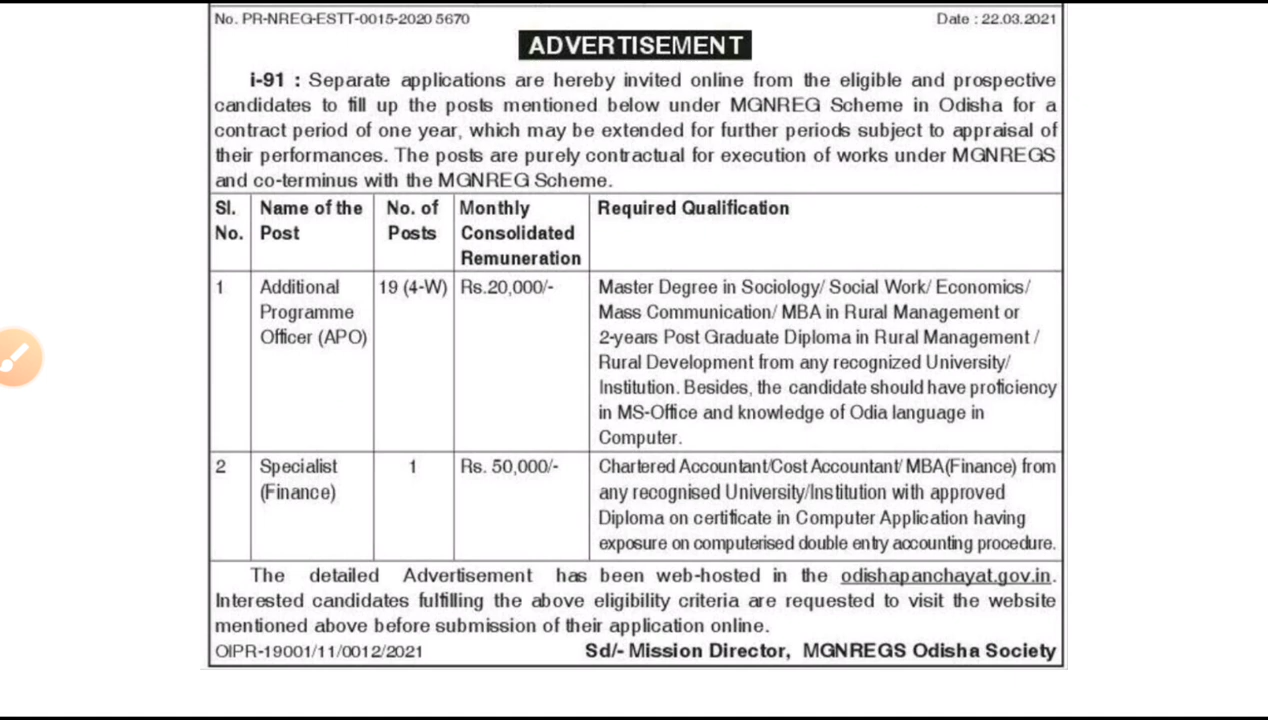 No. PR-NREG-ESTT-0015-2020 5670 Date : 22.03.2021
ADVERTISEMENT
i-91 : Separate applications are hereby invited online from the eligible and prospective
candidates to fill up the posts mentioned below under MGNREG Scheme in Odisha for a
contract period of one year, which may be extended for further periods subject to appraisal of
their performances. The posts are purely contractual for execution of works under MGNREGS
and co-terminus with the MGNREG Scheme.
Sl. Name of the No. of Monthly Required Qualification
No. Post Posts Consolidated
Remuneration
1 Additional 19 (4-W) Rs.20,000/- Master Degree in Sociology/ Social Work/ Economics/
Programme Mass Communication/ MBA in Rural Management or
Officer (APO) 2-years Post Graduate Diploma in Rural Management /
Rural Development from any recognized University/
Institution. Besides, the candidate should have proficiency
in MS-Office and knowledge of Odia language in
Computer.
2 Specialist 1 Rs. 50,000/- Chartered Accountant/Cost Accountant/ MBA(Finance) from
(Finance) any recognised University/Institution with approved
Diploma on certificate in Computer Application having
exposure on computerised double entry accounting procedure.
The detailed Advertisement has been web-hosted in the odishapanchayat.gov.in.
Interested candidates fulfilling the above eligibility criteria are requested to visit the website
mentioned above before submission of their application online.
OIPR-19001/11/0012/2021 Sd/- Mission Director, MGNREGS Odisha Society